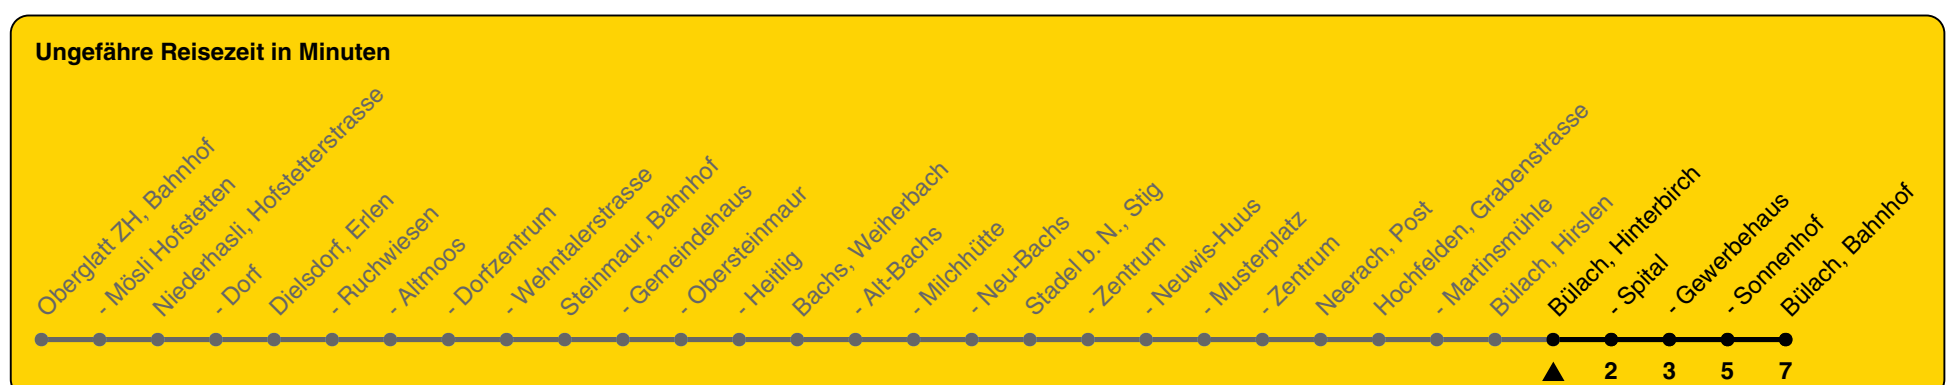 Ungefähre Reisezeit in Minuten
Oberglatt ZH, Bahnhof
- Mösli Hofstetten
Niederhasli, Hofstetterstrasse
- Dorf
Dielsdorf, Erlen
- Ruchwiesen
- Altmoos
- Dorfzentrum
- Wehntalerstrasse
Steinmaur, Bahnhof
- Gemeindehaus
- Obersteinmaur
- Heitlig
Bachs, Weiherbach
- Alt-Bachs
- Milchhütte
- Neu-Bachs
Stadel b. N., Stig
- Zentrum
- Neuwis-Huus
- Musterplatz
- Zentrum
Neerach, Post
Hochfelden, Grabenstrasse
- Martinsmühle
Bülach, Hirslen
Bülach, Hinterbirch
- Spital
- Gewerbehaus
- Sonnenhof
Bülach, Bahnhof
2 3 5 7